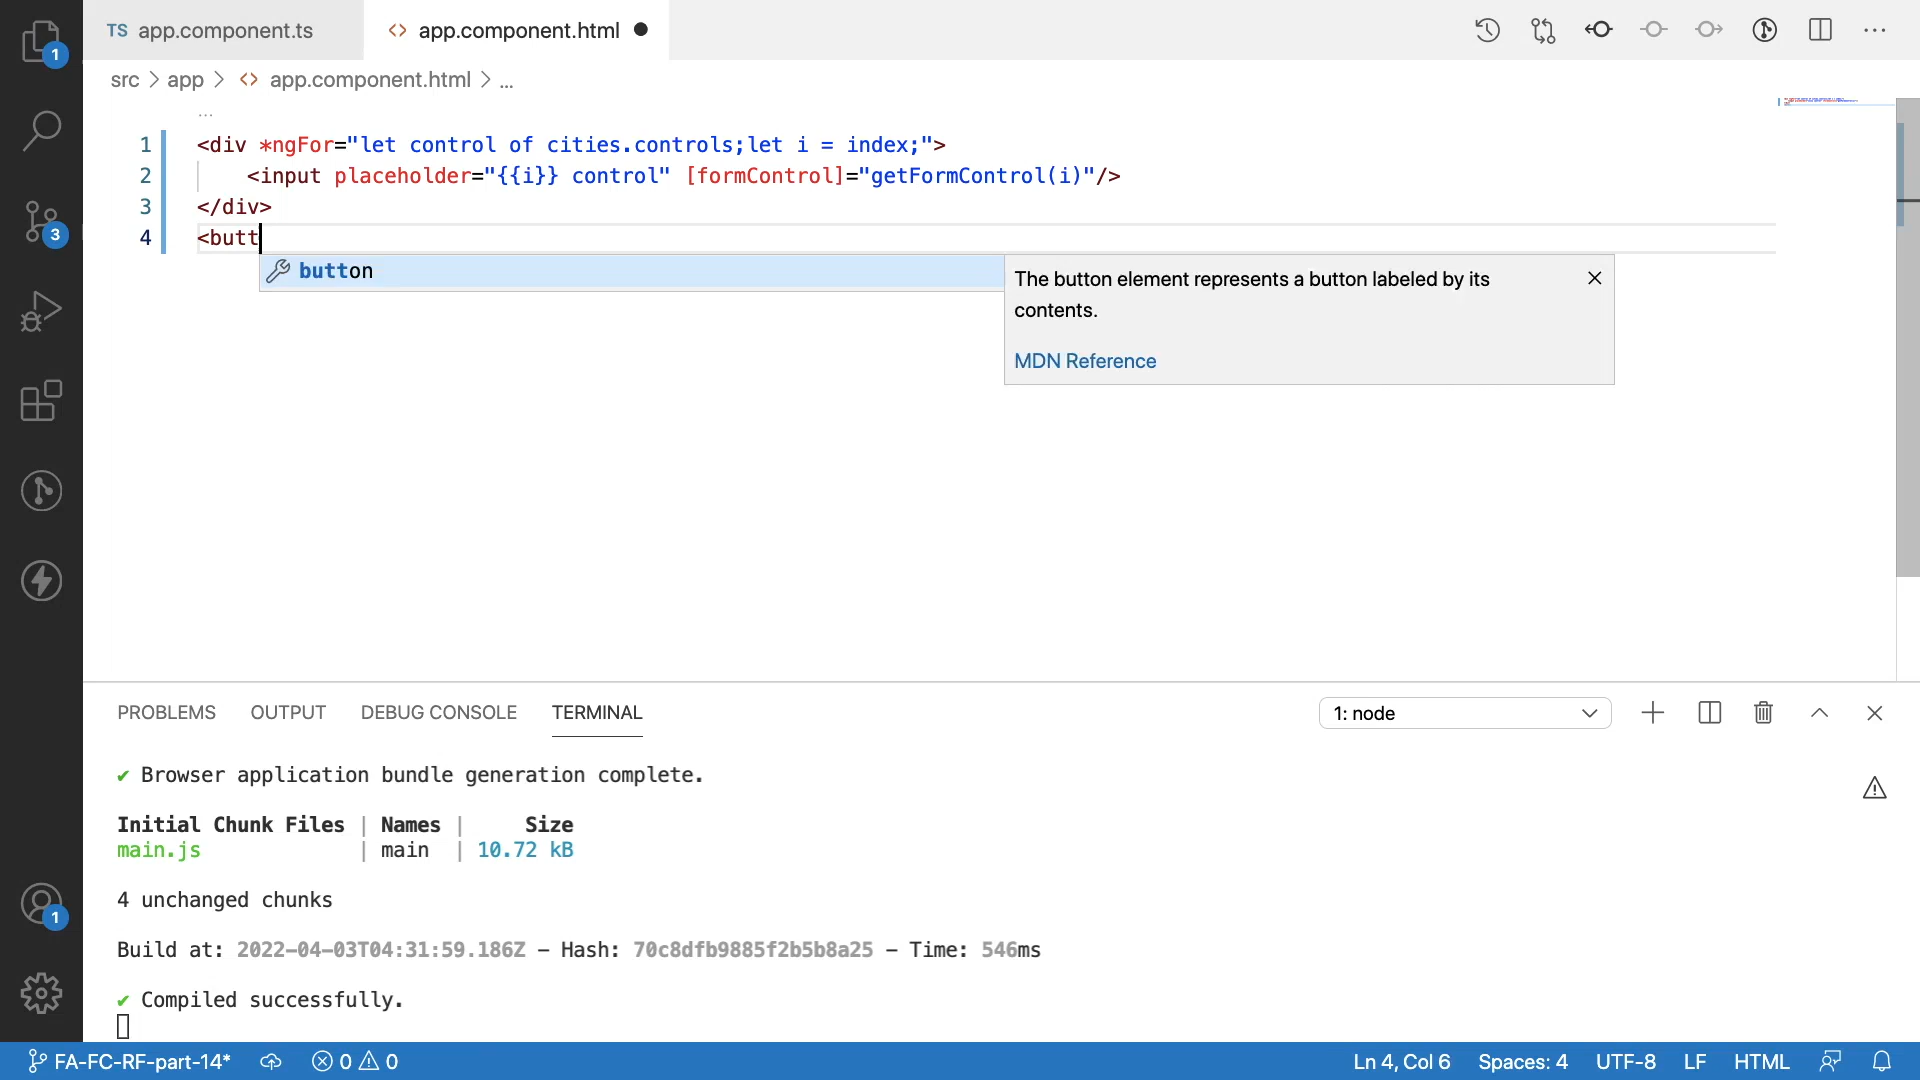 1
TS app.component.ts
<> app.component.html
src > app > <> app.component.html > ...
...
1 <div *ngFor="let control of cities.controls;let i = index;">
2 <input placeholder="{{i}} control" [formControl]="getFormControl(i)"/>
3 </div>
4 <butt
button
The button element represents a button labeled by its
contents.
MDN Reference
3
PROBLEMS OUTPUT DEBUG CONSOLE TERMINAL
1: node
✔ Browser application bundle generation complete.
Initial Chunk Files | Names | Size
main.js | main | 10.72 kB
4 unchanged chunks
Build at: 2022-04-03T04:31:59.186Z - Hash: 70c8dfb9885f2b5b8a25 - Time: 546ms
✔ Compiled successfully.
1
FA-FC-RF-part-14* 0 0
Ln 4, Col 6 Spaces: 4 UTF-8 LF HTML